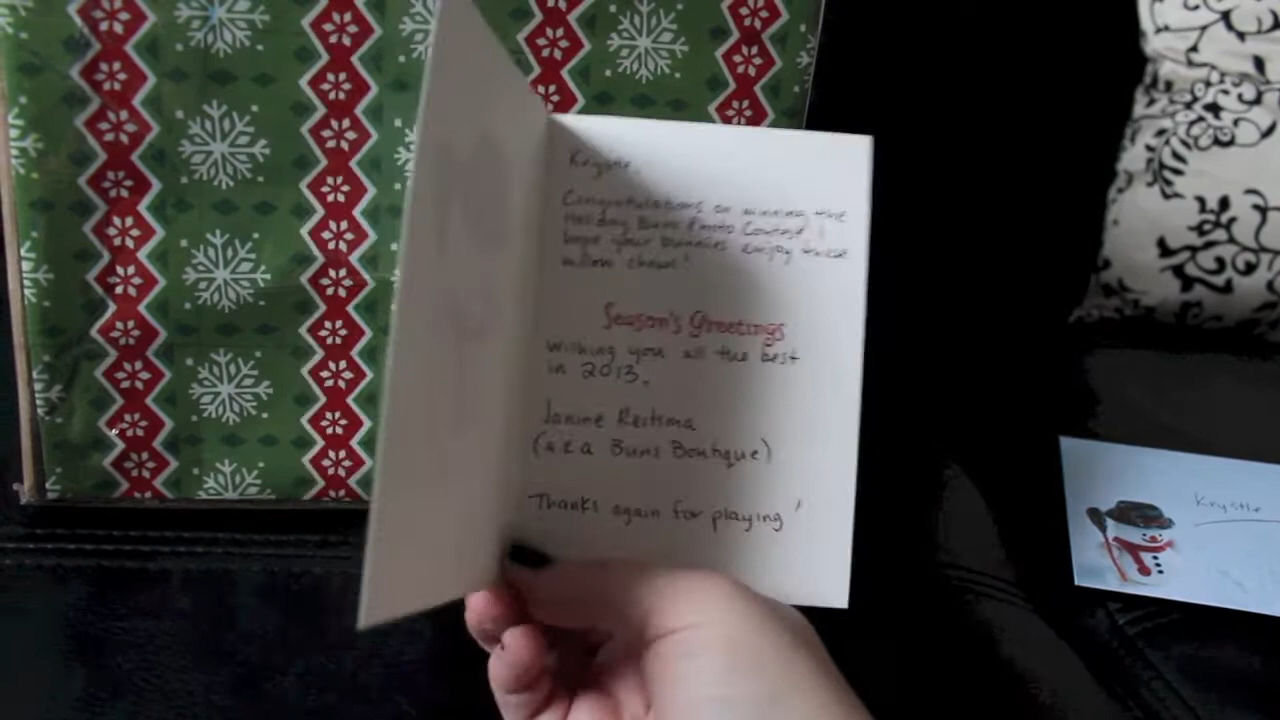 Krystle,
Congratulations on winning the
Holiday Buns Photo Contest. I
hope your bunnies enjoy these
willow chews!
Season's Greetings
Wishing you all the best
in 2013.
Janine Reitsma
(a.k.a Buns Boutique)
Thanks again for playing!
Krystle